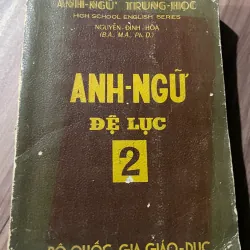 ANH-NGỮ TRUNG-HỌC
HIGH SCHOOL ENGLISH SERIES
NGUYỄN-ĐÌNH-HÒA
(B.A., M.A., Ph. D.)
ANH-NGỮ
ĐỆ LỤC
2
BỘ QUỐC-GIA GIÁO-DỤC